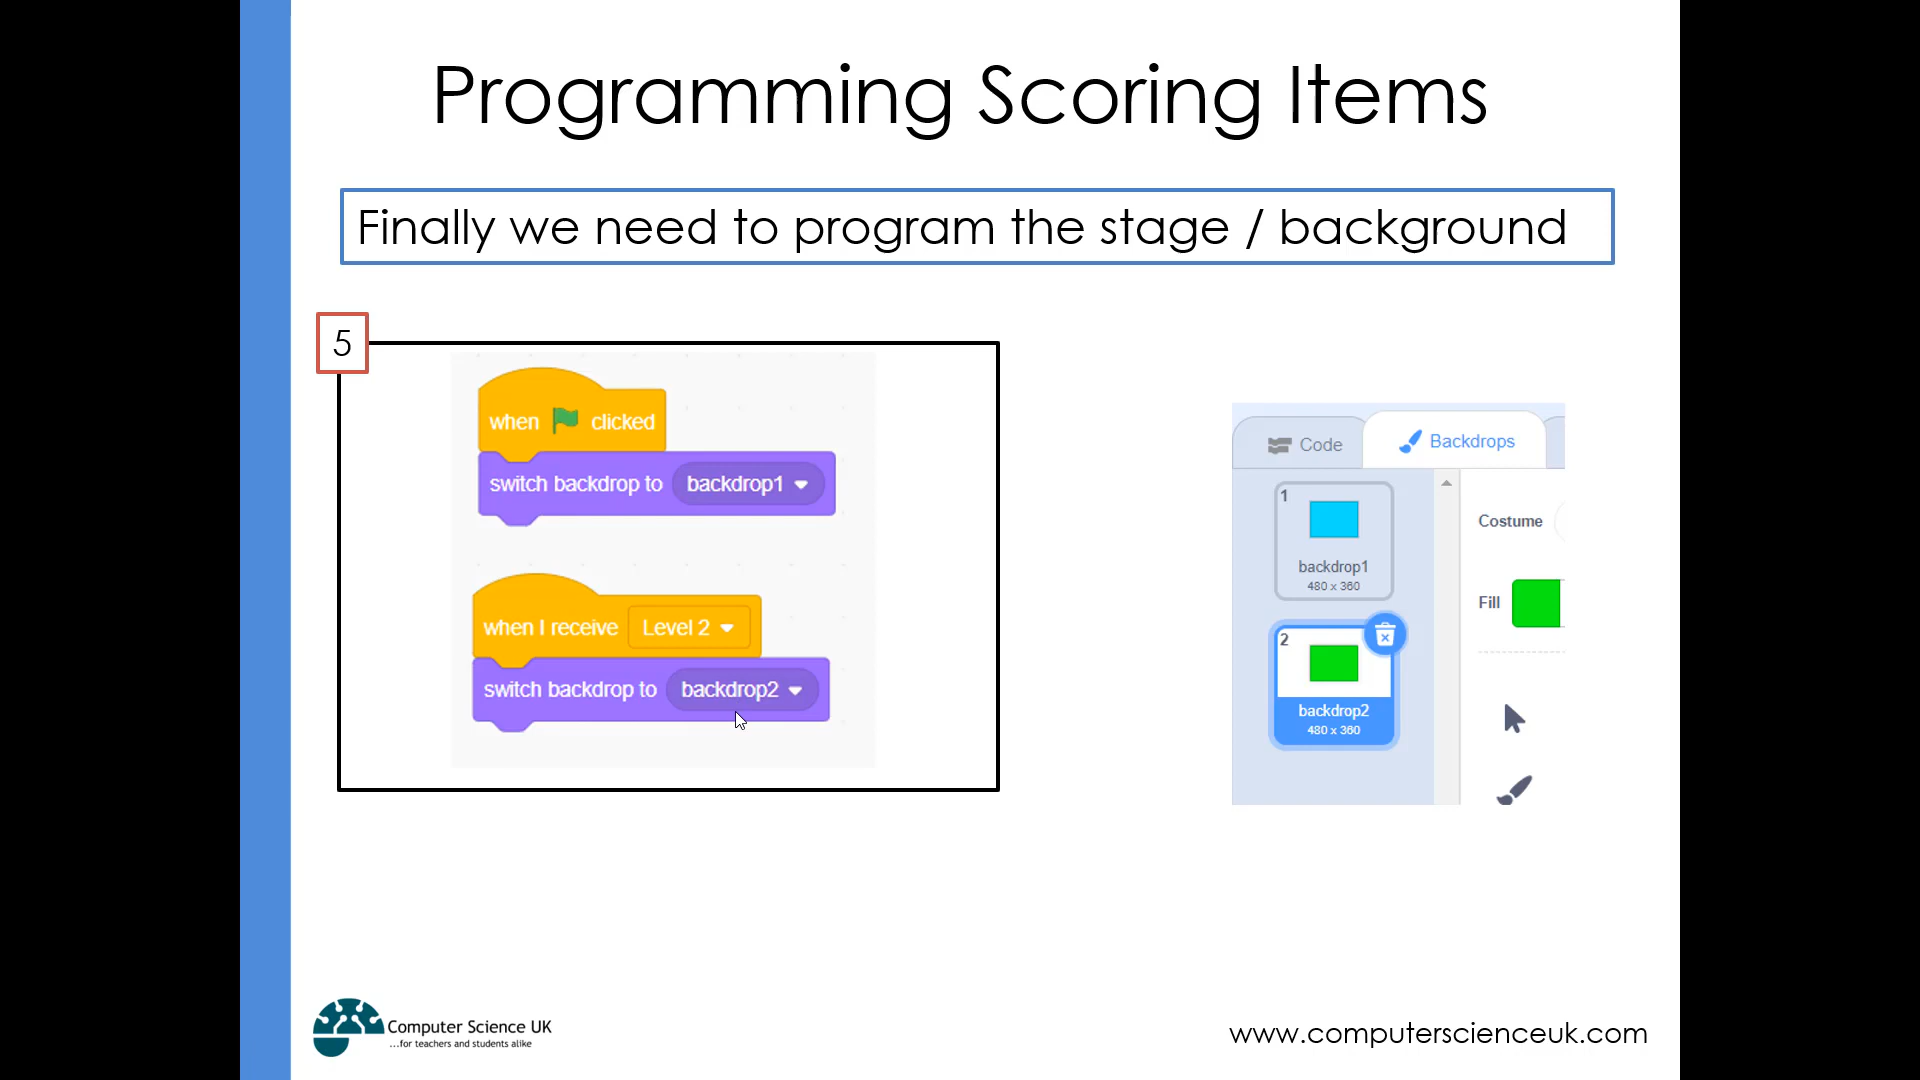 Programming Scoring Items
Finally we need to program the stage / background
5
when clicked
switch backdrop to backdrop1
when I receive Level 2
switch backdrop to backdrop2
Code Backdrops
1
backdrop1
480 x 360
Costume
Fill
2
backdrop2
480 x 360
Computer Science UK
...for teachers and students alike
www.computerscienceuk.com